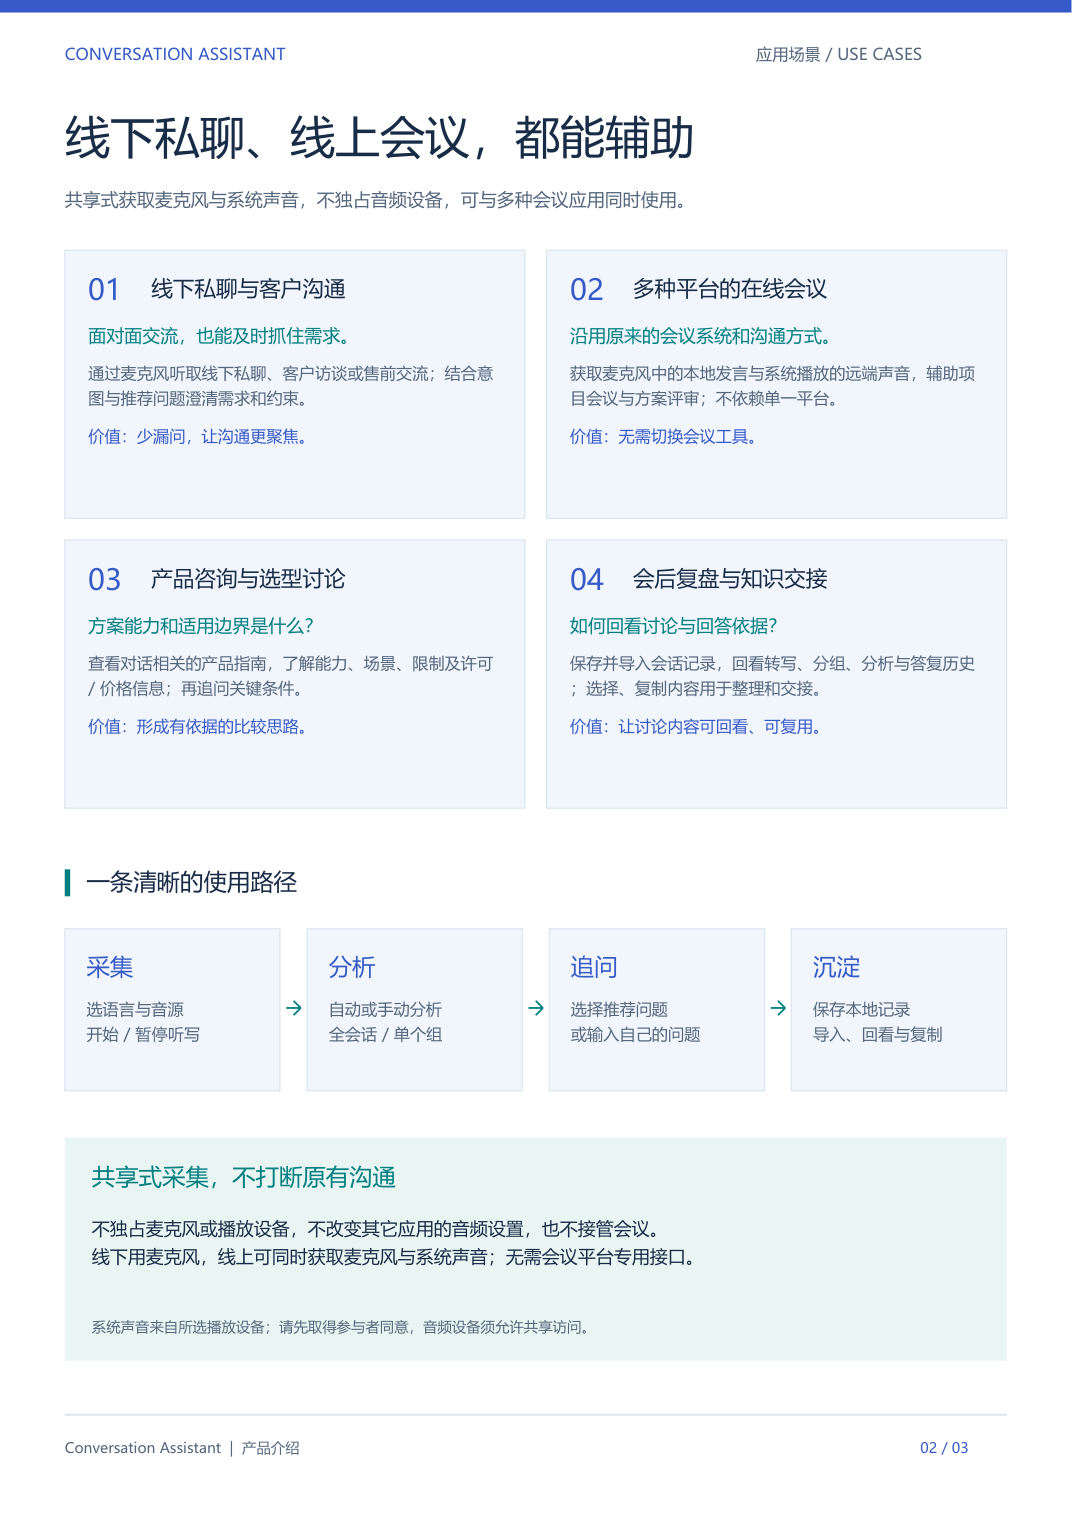 CONVERSATION ASSISTANT
应用场景 / USE CASES
线下私聊、线上会议，都能辅助
共享式获取麦克风与系统声音，不独占音频设备，可与多种会议应用同时使用。
01 线下私聊与客户沟通
面对面交流，也能及时抓住需求。
通过麦克风听取线下私聊、客户访谈或售前交流；结合意
图与推荐问题澄清需求和约束。
价值：少漏问，让沟通更聚焦。
02 多种平台的在线会议
沿用原来的会议系统和沟通方式。
获取麦克风中的本地发言与系统播放的远端声音，辅助项
目会议与方案评审；不依赖单一平台。
价值：无需切换会议工具。
03 产品咨询与选型讨论
方案能力和适用边界是什么？
查看对话相关的产品指南，了解能力、场景、限制及许可
/ 价格信息；再追问关键条件。
价值：形成有依据的比较思路。
04 会后复盘与知识交接
如何回看讨论与回答依据？
保存并导入会话记录，回看转写、分组、分析与答复历史
；选择、复制内容用于整理和交接。
价值：让讨论内容可回看、可复用。
一条清晰的使用路径
采集
选语言与音源
开始 / 暂停听写
→
分析
自动或手动分析
全会话 / 单个组
→
追问
选择推荐问题
或输入自己的问题
→
沉淀
保存本地记录
导入、回看与复制
共享式采集，不打断原有沟通
不独占麦克风或播放设备，不改变其它应用的音频设置，也不接管会议。
线下用麦克风，线上可同时获取麦克风与系统声音；无需会议平台专用接口。
系统声音来自所选播放设备；请先取得参与者同意，音频设备须允许共享访问。
Conversation Assistant | 产品介绍
02 / 03